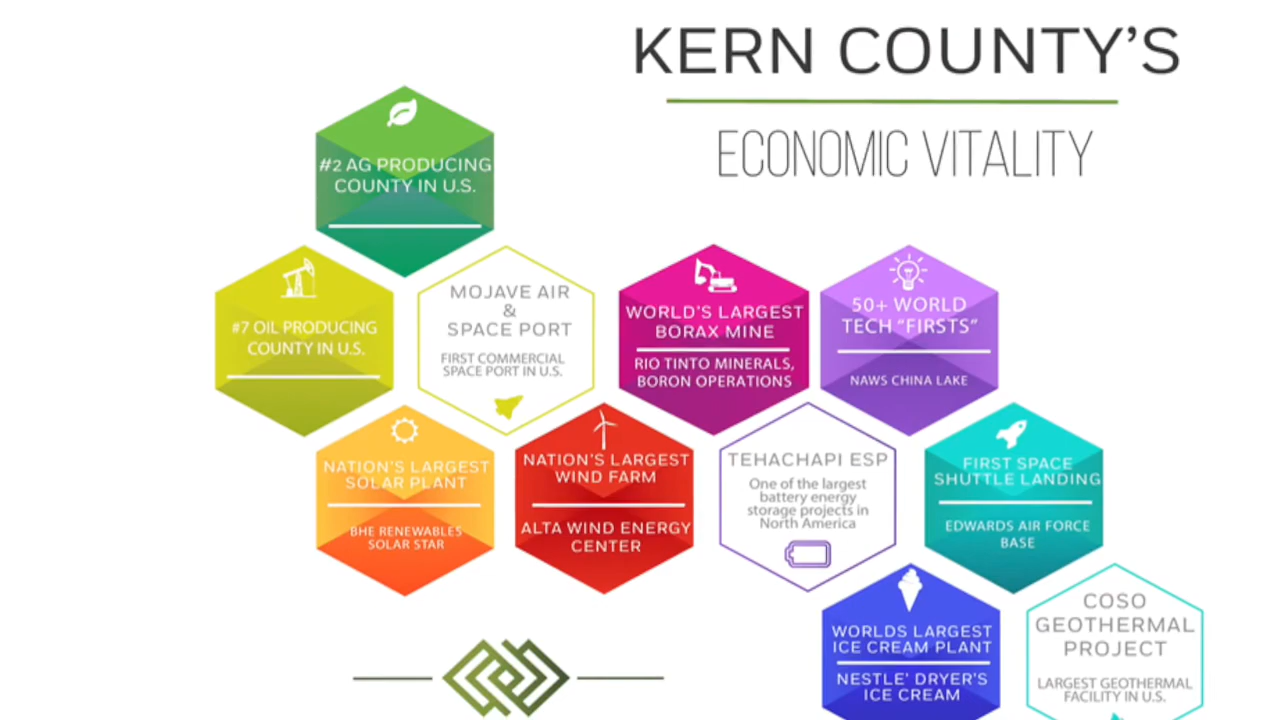 KERN COUNTY’S
ECONOMIC VITALITY
#2 AG PRODUCING
COUNTY IN U.S.
#7 OIL PRODUCING
COUNTY IN U.S.
MOJAVE AIR
&
SPACE PORT
FIRST COMMERCIAL
SPACE PORT IN U.S.
WORLD'S LARGEST
BORAX MINE
RIO TINTO MINERALS,
BORON OPERATIONS
50+ WORLD
TECH “FIRSTS”
NAWS CHINA LAKE
NATION'S LARGEST
SOLAR PLANT
BHE RENEWABLES
SOLAR STAR
NATION'S LARGEST
WIND FARM
ALTA WIND ENERGY
CENTER
TEHACHAPI ESP
One of the largest
battery energy
storage projects in
North America
FIRST SPACE
SHUTTLE LANDING
EDWARDS AIR FORCE
BASE
WORLDS LARGEST
ICE CREAM PLANT
NESTLE' DRYER'S
ICE CREAM
COSO
GEOTHERMAL
PROJECT
LARGEST GEOTHERMAL
FACILITY IN U.S.